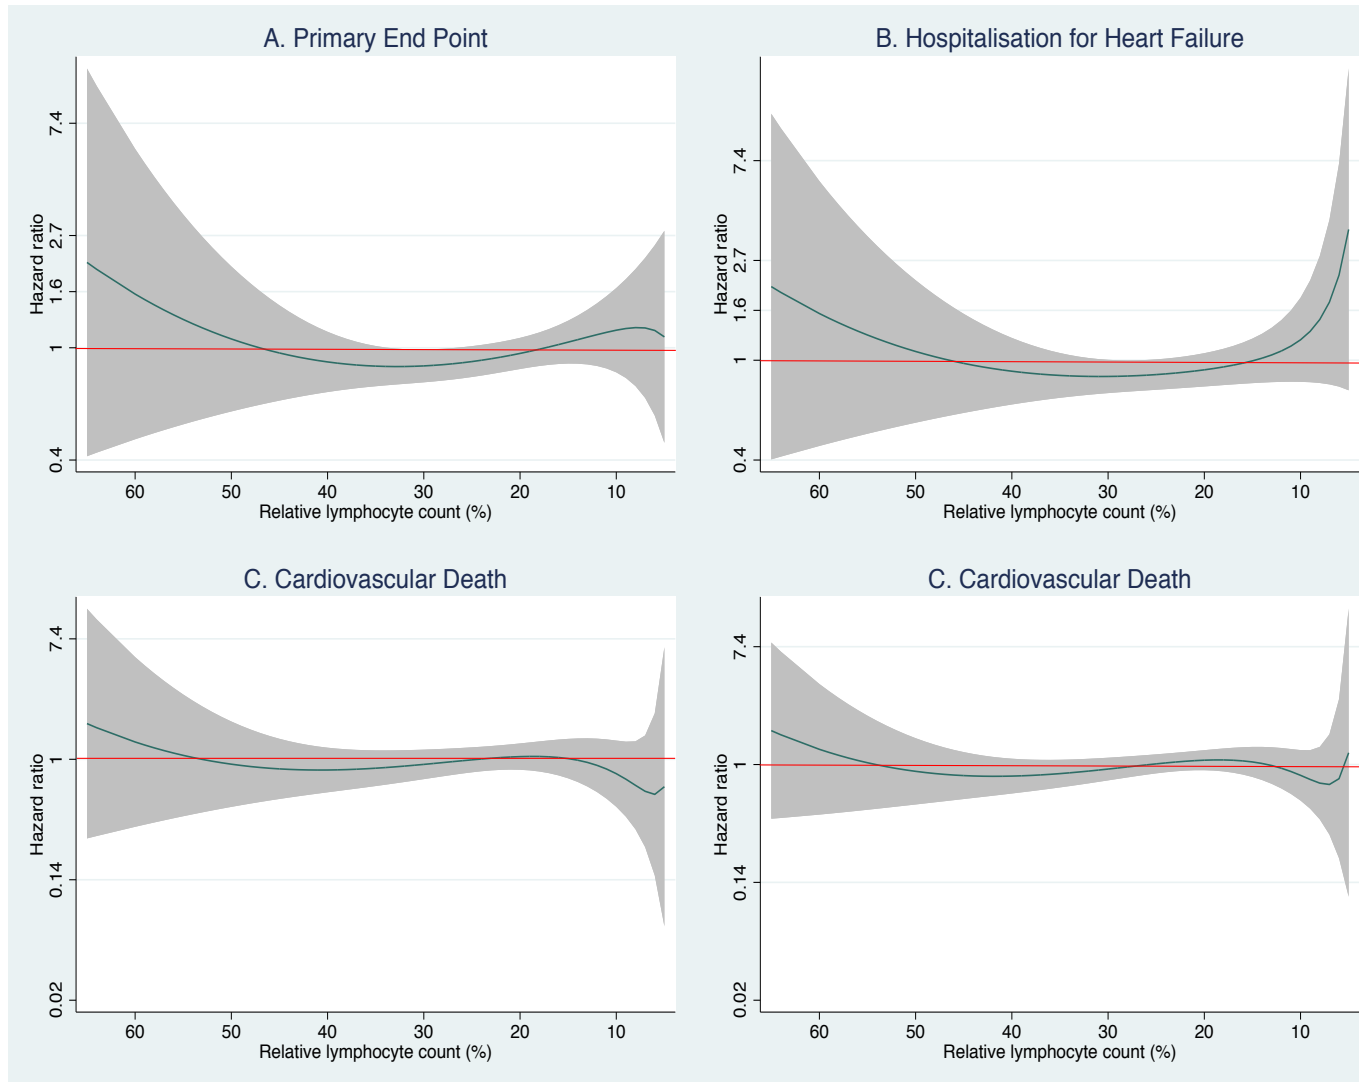 A. Primary End Point
Hazard ratio
7.4
2.7
1.6
1
0.4
60 50 40 30 20 10
Relative lymphocyte count (%)
B. Hospitalisation for Heart Failure
Hazard ratio
7.4
2.7
1.6
1
0.4
60 50 40 30 20 10
Relative lymphocyte count (%)
C. Cardiovascular Death
Hazard ratio
7.4
1
0.14
0.02
60 50 40 30 20 10
Relative lymphocyte count (%)
C. Cardiovascular Death
Hazard ratio
7.4
1
0.14
0.02
60 50 40 30 20 10
Relative lymphocyte count (%)